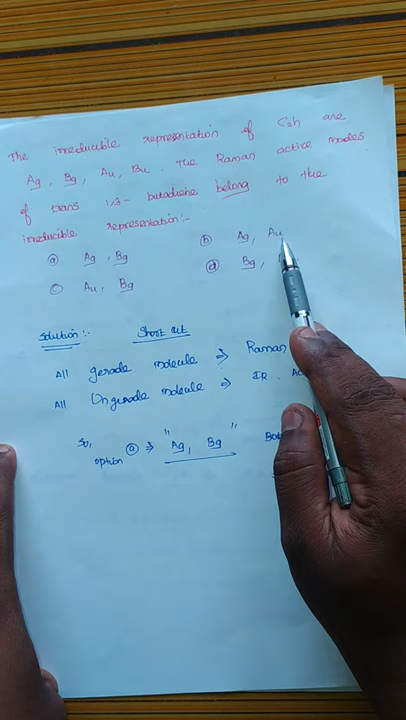 The irreducible representation of C2h are
Ag, Bg, Au, Bu. The Raman active modes
of trans 1,3- butadiene belong to the
irreducible representation:-
(a) Ag, Bg (b) Ag, Au
(c) Au, Bg (d) Bg,
Solution:- Short cut
All gerade molecule ⇒ Raman
All Ungerade molecule ⇒ IR. Ac
So,
option (a) ⇒ "Ag, Bg"